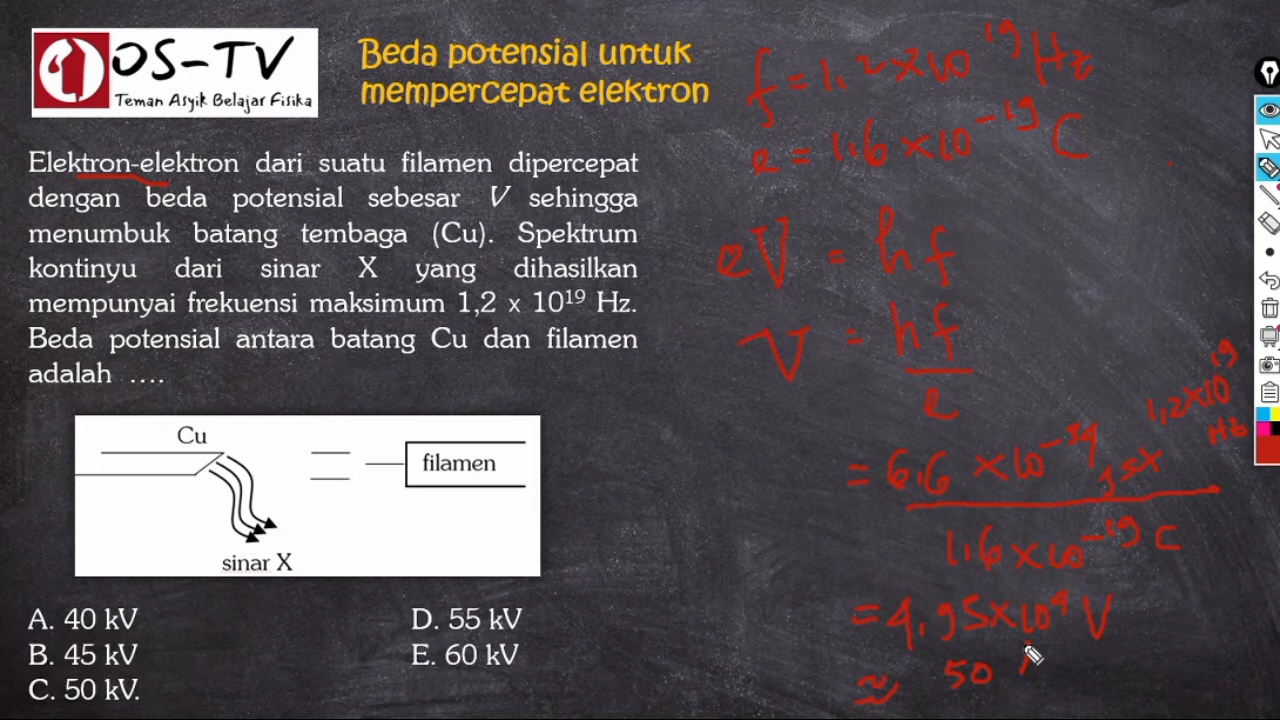 OS-TV
Teman Asyik Belajar Fisika
Beda potensial untuk
mempercepat elektron
Elektron-elektron dari suatu filamen dipercepat
dengan beda potensial sebesar V sehingga
menumbuk batang tembaga (Cu). Spektrum
kontinyu dari sinar X yang dihasilkan
mempunyai frekuensi maksimum 1,2 x 10¹⁹ Hz.
Beda potensial antara batang Cu dan filamen
adalah ....
Cu
filamen
sinar X
A. 40 kV
B. 45 kV
C. 50 kV.
D. 55 kV
E. 60 kV
f = 1,2 × 10¹⁹ Hz
e = 1.6 × 10⁻¹⁹ C
eV = hf
V = hf
e
= 6.6 × 10⁻³⁴ Js x 1,2 × 10¹⁹ Hz
1.6 × 10⁻¹⁹ C
= 4,95 × 10⁴ V
≈ 50